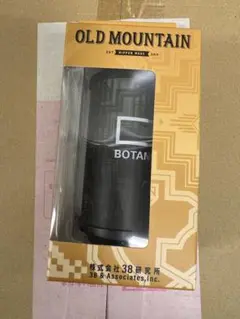 OLD MOUNTAIN
BOTAN
株式会社38研究所
38 & Associates,Inc.